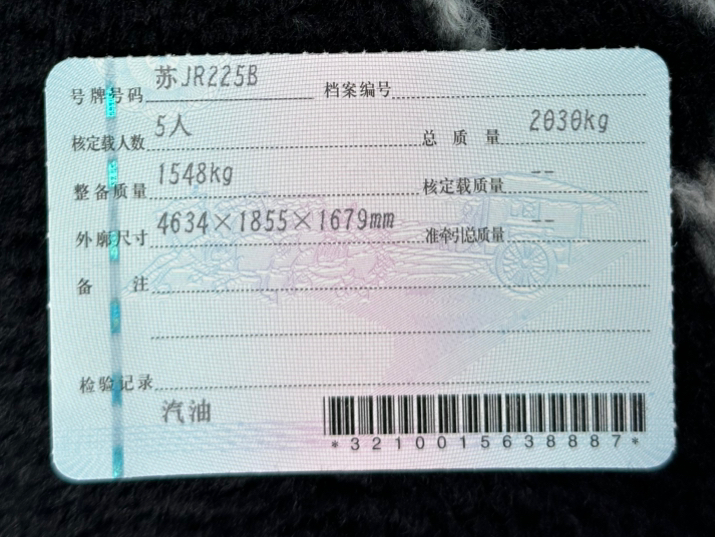 号牌号码 苏JR225B 档案编号
核定载人数 5人 总质量 2030kg
整备质量 1548kg 核定载质量 --
外廓尺寸 4634×1855×1679mm 准牵引总质量 --
备注
检验记录
汽油
*3210015638887*